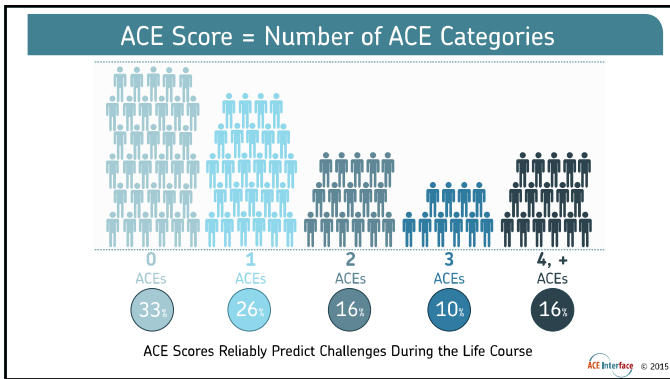 ACE Score = Number of ACE Categories
0 1 2 3 4, +
ACEs ACEs ACEs ACEs ACEs
33% 26% 16% 10% 16%
ACE Scores Reliably Predict Challenges During the Life Course
ACE Interface © 2015